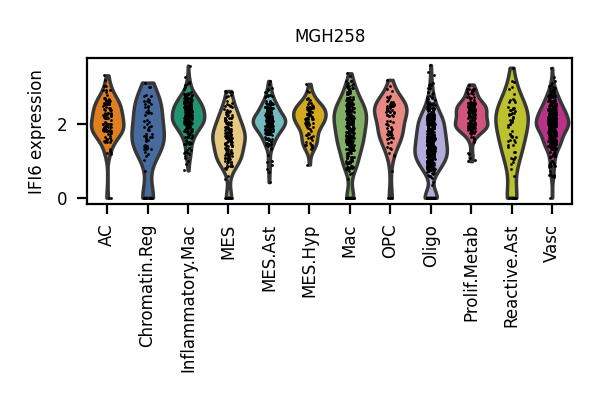 MGH258
IFI6 expression
2
0
AC
Chromatin.Reg
Inflammatory.Mac
MES
MES.Ast
MES.Hyp
Mac
OPC
Oligo
Prolif.Metab
Reactive.Ast
Vasc